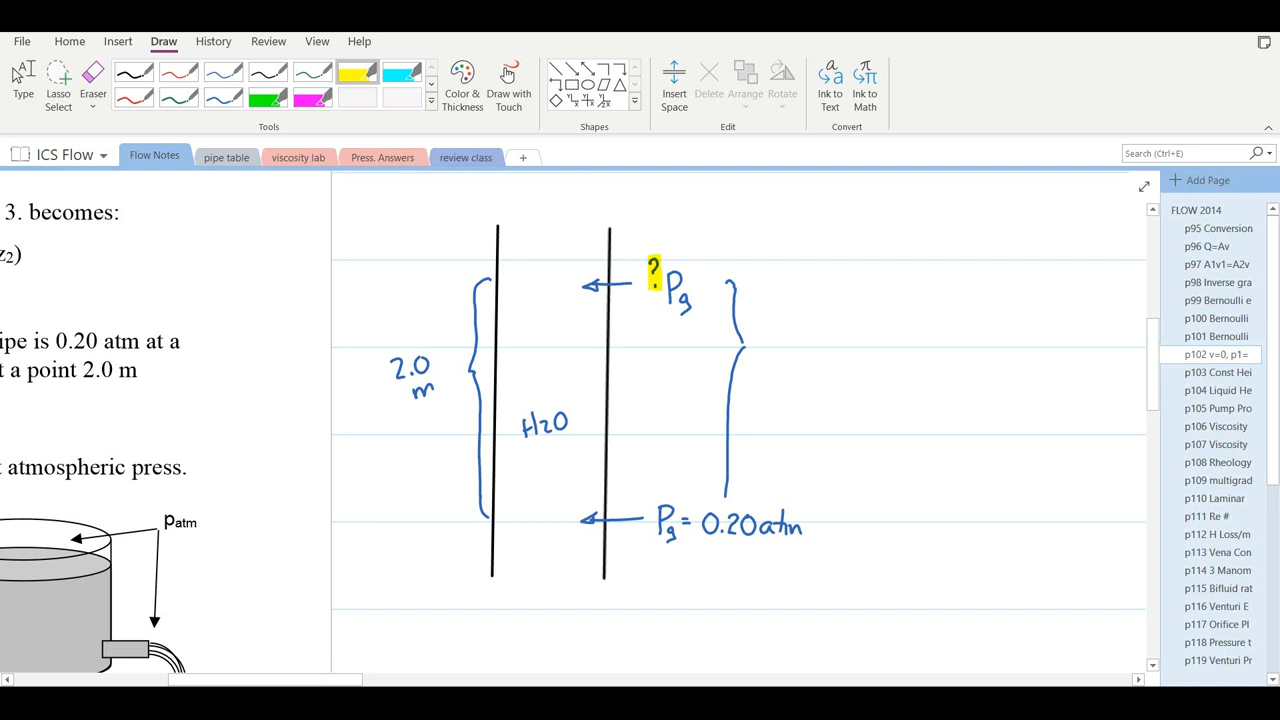 File Home Insert Draw History Review View Help
Type
Lasso Select
Eraser
Color & Thickness
Draw with Touch
Insert Space
Delete
Arrange
Rotate
Ink to Text
Ink to Math
Tools
Shapes
Edit
Convert
ICS Flow
Flow Notes
pipe table
viscosity lab
Press. Answers
review class
Search (Ctrl+E)
Add Page
3. becomes:
z₂)
ipe is 0.20 atm at a
t a point 2.0 m
t atmospheric press.
patm
? Pg
2.0
m
H2O
Pg = 0.20 atm
FLOW 2014
p95 Conversion
p96 Q=Av
p97 A1v1=A2v
p98 Inverse gra
p99 Bernoulli e
p100 Bernoulli
p101 Bernoulli
p102 v=0, p1=
p103 Const Hei
p104 Liquid He
p105 Pump Pro
p106 Viscosity
p107 Viscosity
p108 Rheology
p109 multigrad
p110 Laminar
p111 Re #
p112 H Loss/m
p113 Vena Con
p114 3 Manom
p115 Bifluid rat
p116 Venturi E
p117 Orifice Pl
p118 Pressure t
p119 Venturi Pr